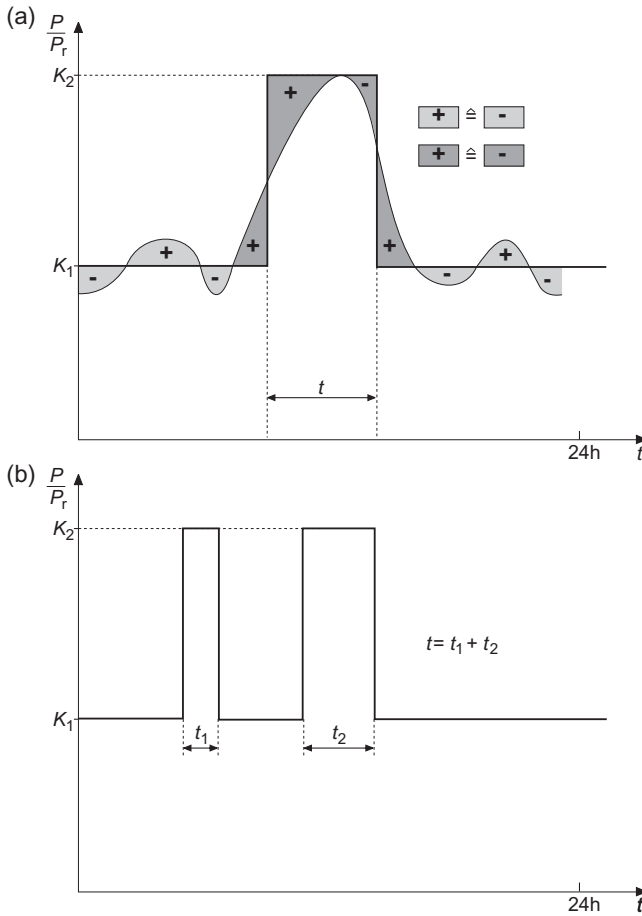 (a)
P
Pr
K2
+ -
+ ≙ -
+ ≙ -
+ +
+ +
K1
- - - -
t
24h t
(b)
P
Pr
K2
t = t1 + t2
K1
t1 t2
24h t